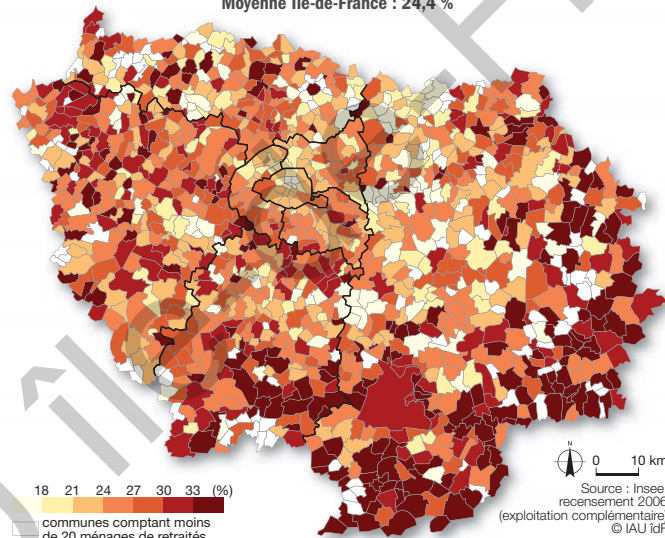 Moyenne Île-de-France : 24,4 %
N
0 10 km
18 21 24 27 30 33 (%)
communes comptant moins
de 20 ménages de retraités
Source : Insee
recensement 2006
(exploitation complémentaire)
© IAU îdF